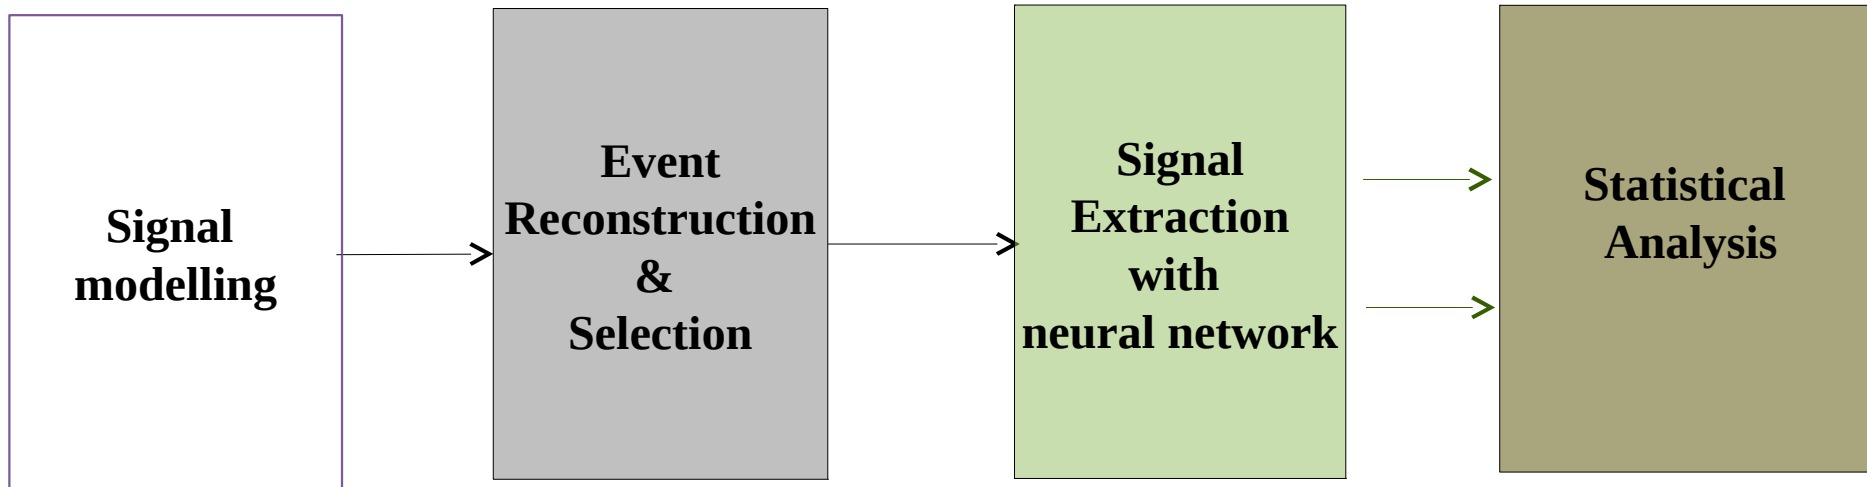 Signal
modelling
Event
Reconstruction
&
Selection
Signal
Extraction
with
neural network
Statistical
Analysis